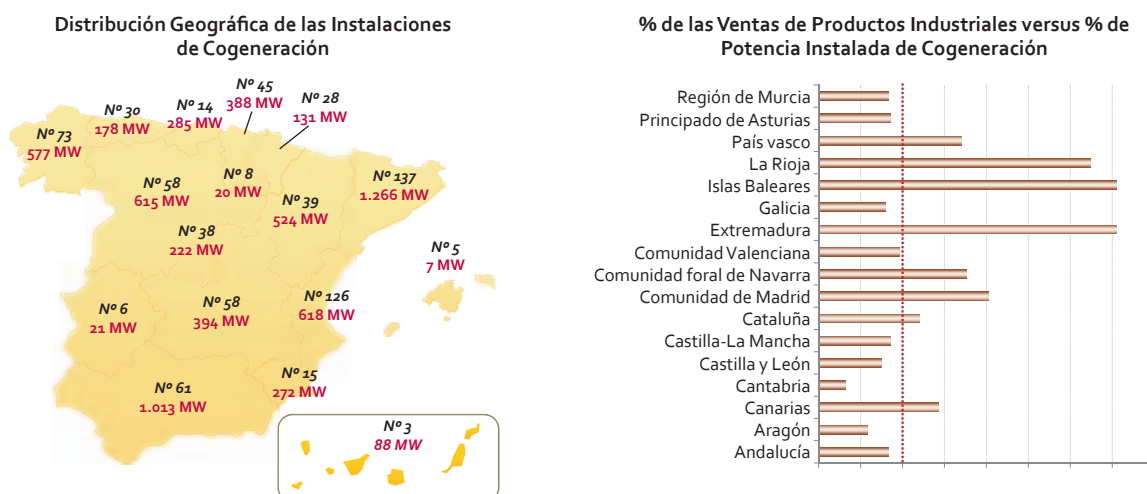 Distribución Geográfica de las Instalaciones
de Cogeneración
Nº 45
388 MW
Nº 28
131 MW
Nº 14
285 MW
Nº 30
178 MW
Nº 73
577 MW
Nº 58
615 MW
Nº 8
20 MW
Nº 39
524 MW
Nº 137
1.266 MW
Nº 38
222 MW
Nº 5
7 MW
Nº 6
21 MW
Nº 58
394 MW
Nº 126
618 MW
Nº 61
1.013 MW
Nº 15
272 MW
Nº 3
88 MW
% de las Ventas de Productos Industriales versus % de
Potencia Instalada de Cogeneración
Región de Murcia
Principado de Asturias
País vasco
La Rioja
Islas Baleares
Galicia
Extremadura
Comunidad Valenciana
Comunidad foral de Navarra
Comunidad de Madrid
Cataluña
Castilla-La Mancha
Castilla y León
Cantabria
Canarias
Aragón
Andalucía